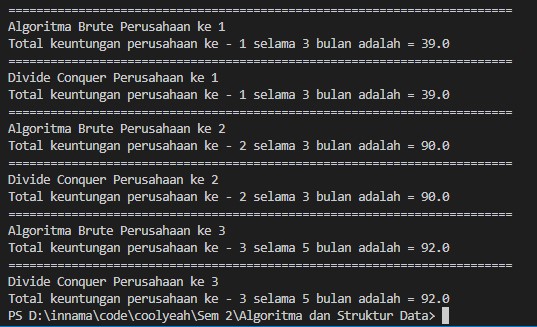 ========================================================================
Algoritma Brute Perusahaan ke 1
Total keuntungan perusahaan ke - 1 selama 3 bulan adalah = 39.0
========================================================================
Divide Conquer Perusahaan ke 1
Total keuntungan perusahaan ke - 1 selama 3 bulan adalah = 39.0
========================================================================
Algoritma Brute Perusahaan ke 2
Total keuntungan perusahaan ke - 2 selama 3 bulan adalah = 90.0
========================================================================
Divide Conquer Perusahaan ke 2
Total keuntungan perusahaan ke - 2 selama 3 bulan adalah = 90.0
========================================================================
Algoritma Brute Perusahaan ke 3
Total keuntungan perusahaan ke - 3 selama 5 bulan adalah = 92.0
========================================================================
Divide Conquer Perusahaan ke 3
Total keuntungan perusahaan ke - 3 selama 5 bulan adalah = 92.0
PS D:\innama\code\coolyeah\Sem 2\Algoritma dan Struktur Data>